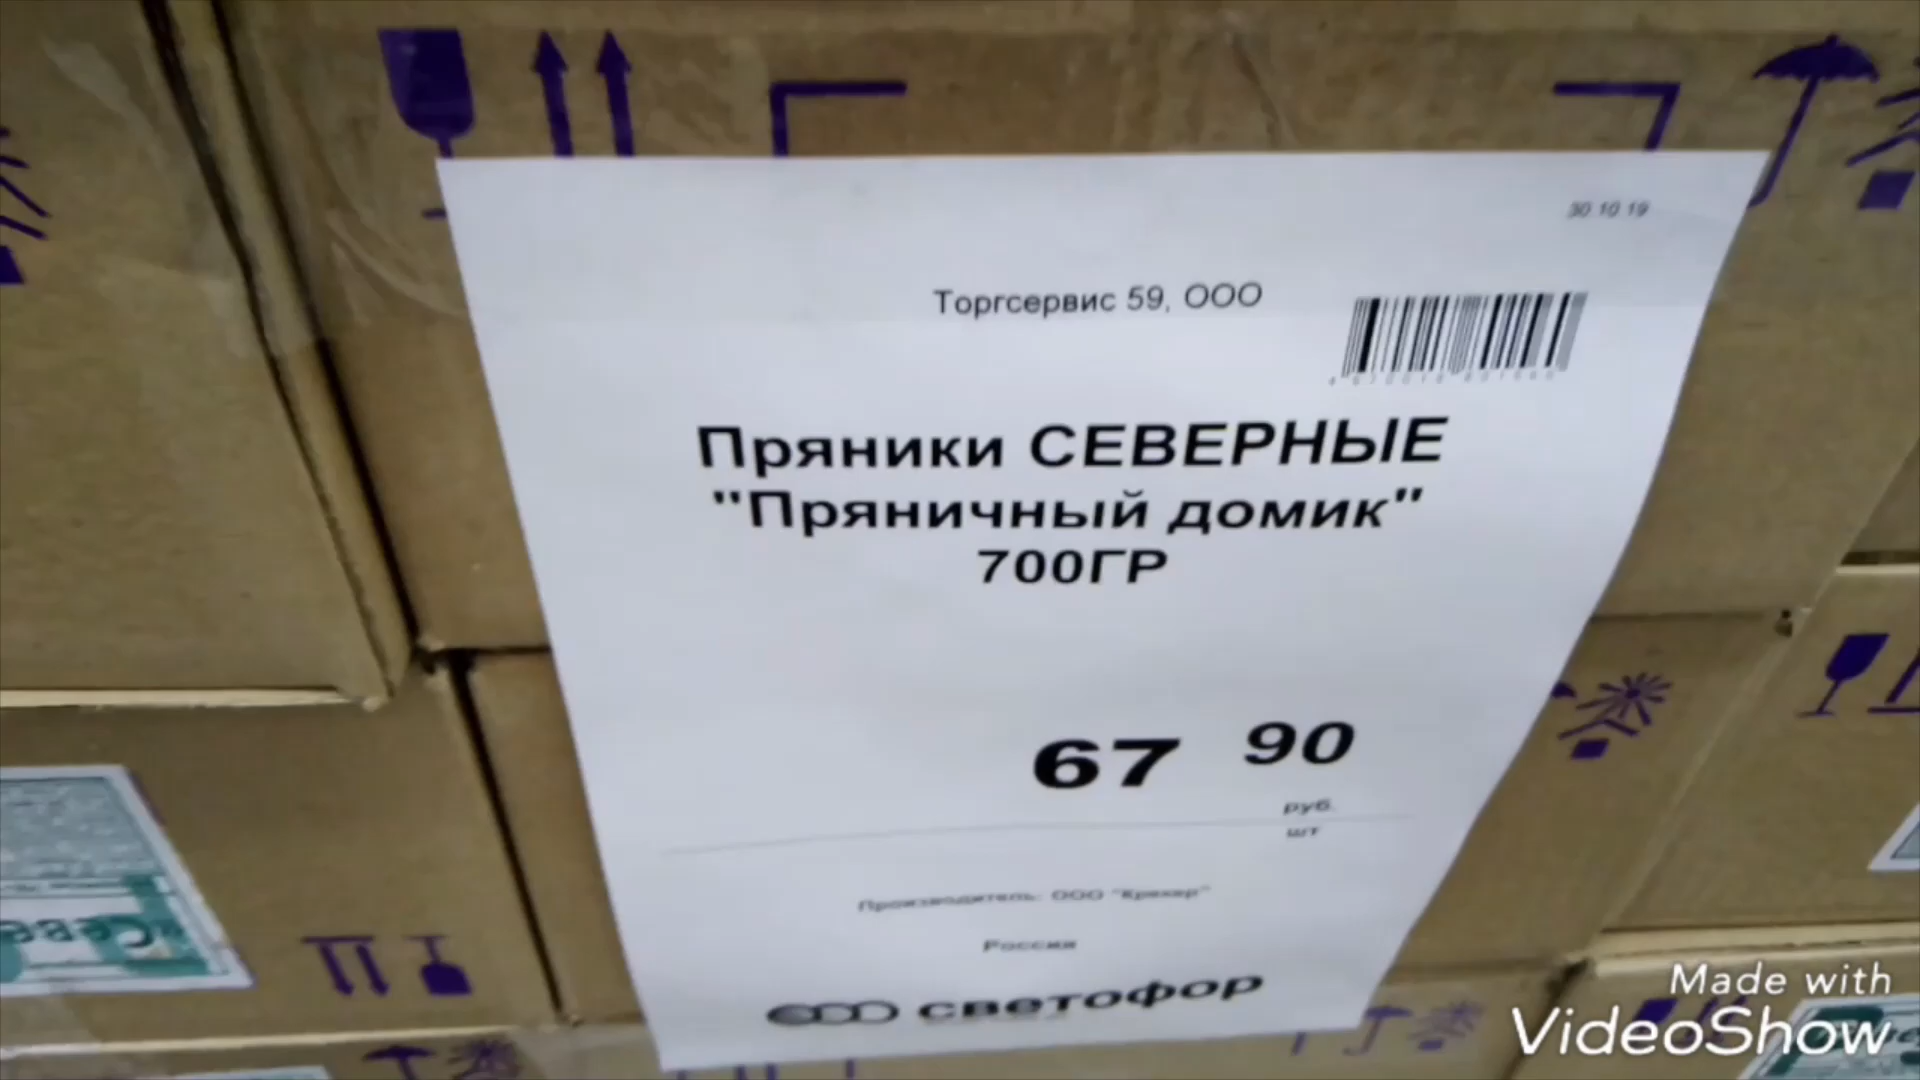 30.10.19
Торгсервис 59, ООО
Пряники СЕВЕРНЫЕ
"Пряничный домик"
700ГР
67 90
руб.
шт
Производитель: ООО "Крекер"
Россия
светофор
Made with
VideoShow